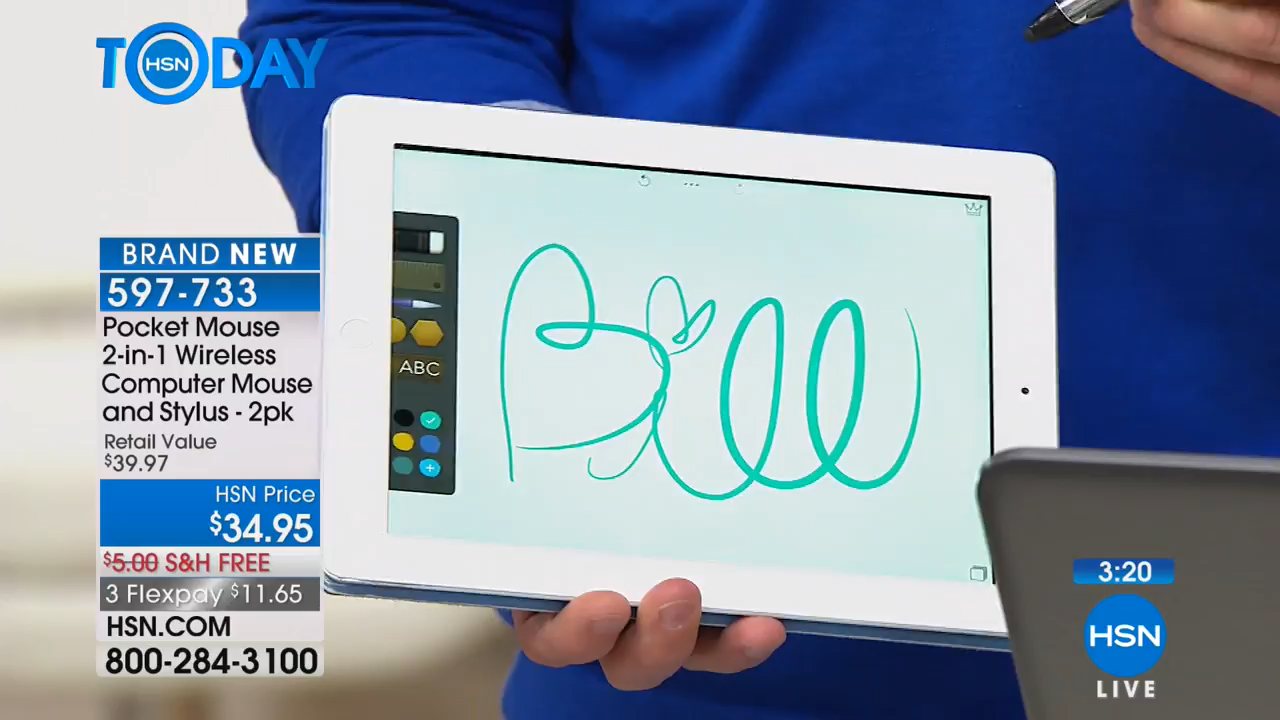 TODAY
HSN
BRAND NEW
597-733
Pocket Mouse
2-in-1 Wireless
Computer Mouse
and Stylus - 2pk
Retail Value
$39.97
HSN Price
$34.95
$5.00 S&H FREE
3 Flexpay $11.65
HSN.COM
800-284-3100
ABC
Bill
3:20
HSN
LIVE